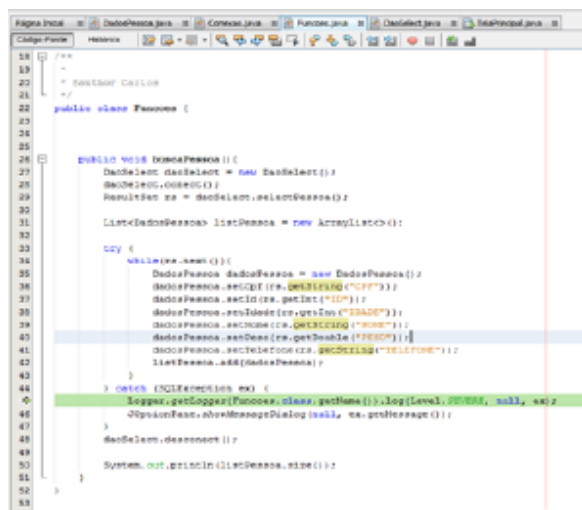 Página Inicial DadosPessoa.java Conexao.java Funcoes.java DaoSelect.java TelaPrincipal.java
Código-Fonte Histórico
18 /**
19 *
20 * @author Carlos
21 */
22 public class Funcoes {
23
24
25
26 public void buscaPessoa(){
27 DaoSelect daoSelect = new DaoSelect();
28 daoSelect.conect();
29 ResultSet rs = daoSelect.selectPessoa();
30
31 List<DadosPessoa> listPessoa = new ArrayList<>();
32
33 try {
34 while(rs.next()){
35 DadosPessoa dadosPessoa = new DadosPessoa();
36 dadosPessoa.setCpf(rs.getString("CPF"));
37 dadosPessoa.setId(rs.getInt("ID"));
38 dadosPessoa.setIdade(rs.getInt("IDADE"));
39 dadosPessoa.setNome(rs.getString("NOME"));
40 dadosPessoa.setPeso(rs.getDouble("PESO"));
41 dadosPessoa.setTelefone(rs.getString("TELEFONE"));
42 listPessoa.add(dadosPessoa);
43 }
44 } catch (SQLException ex) {
Logger.getLogger(Funcoes.class.getName()).log(Level.SEVERE, null, ex);
46 JOptionPane.showMessageDialog(null, ex.getMessage());
47 }
48 daoSelect.desconect();
49
50 System.out.println(listPessoa.size());
51 }
52 }
53